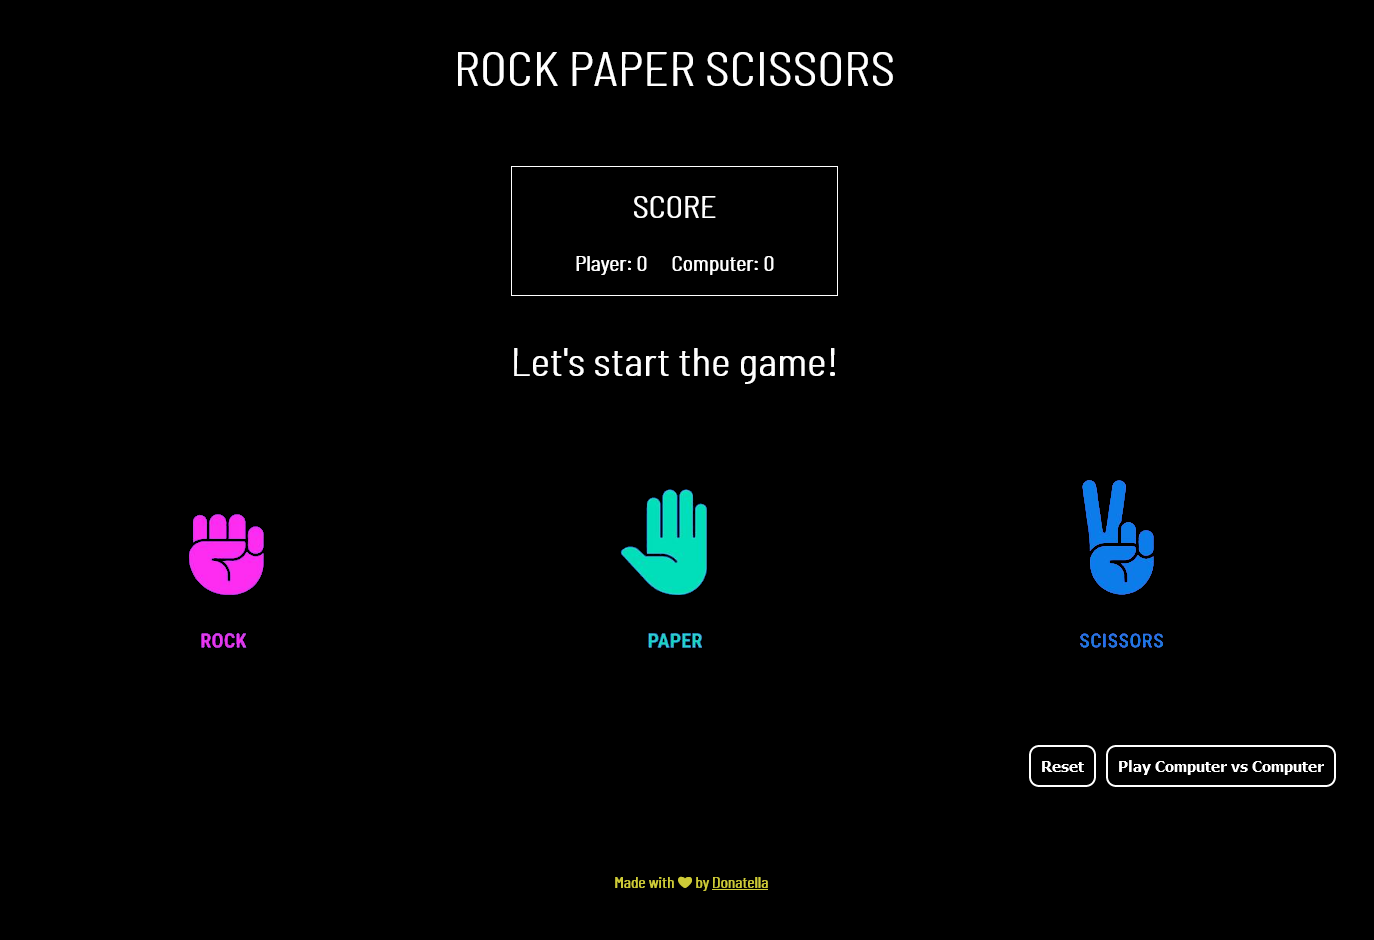 ROCK PAPER SCISSORS
SCORE
Player: 0 Computer: 0
Let's start the game!
ROCK PAPER SCISSORS
Reset Play Computer vs Computer
Made with ♥ by Donatella